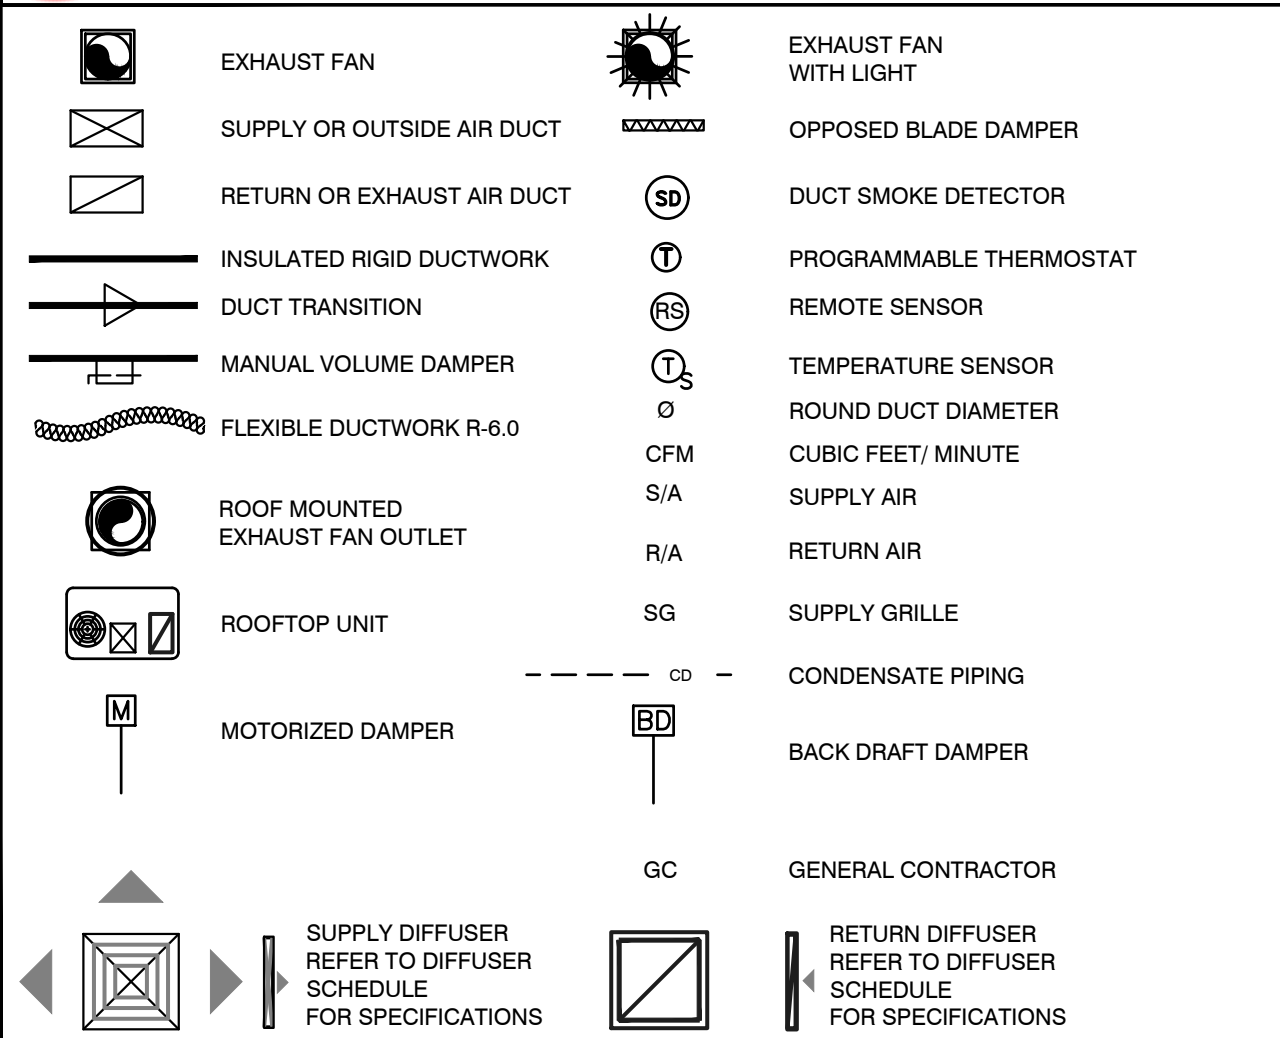 EXHAUST FAN
EXHAUST FAN
WITH LIGHT
SUPPLY OR OUTSIDE AIR DUCT
OPPOSED BLADE DAMPER
RETURN OR EXHAUST AIR DUCT
SD
DUCT SMOKE DETECTOR
INSULATED RIGID DUCTWORK
T
PROGRAMMABLE THERMOSTAT
DUCT TRANSITION
RS
REMOTE SENSOR
MANUAL VOLUME DAMPER
TS
TEMPERATURE SENSOR
Ø
ROUND DUCT DIAMETER
FLEXIBLE DUCTWORK R-6.0
CFM
CUBIC FEET/ MINUTE
S/A
SUPPLY AIR
ROOF MOUNTED
EXHAUST FAN OUTLET
R/A
RETURN AIR
ROOFTOP UNIT
SG
SUPPLY GRILLE
CD
CONDENSATE PIPING
M
MOTORIZED DAMPER
BD
BACK DRAFT DAMPER
GC
GENERAL CONTRACTOR
SUPPLY DIFFUSER
REFER TO DIFFUSER
SCHEDULE
FOR SPECIFICATIONS
RETURN DIFFUSER
REFER TO DIFFUSER
SCHEDULE
FOR SPECIFICATIONS